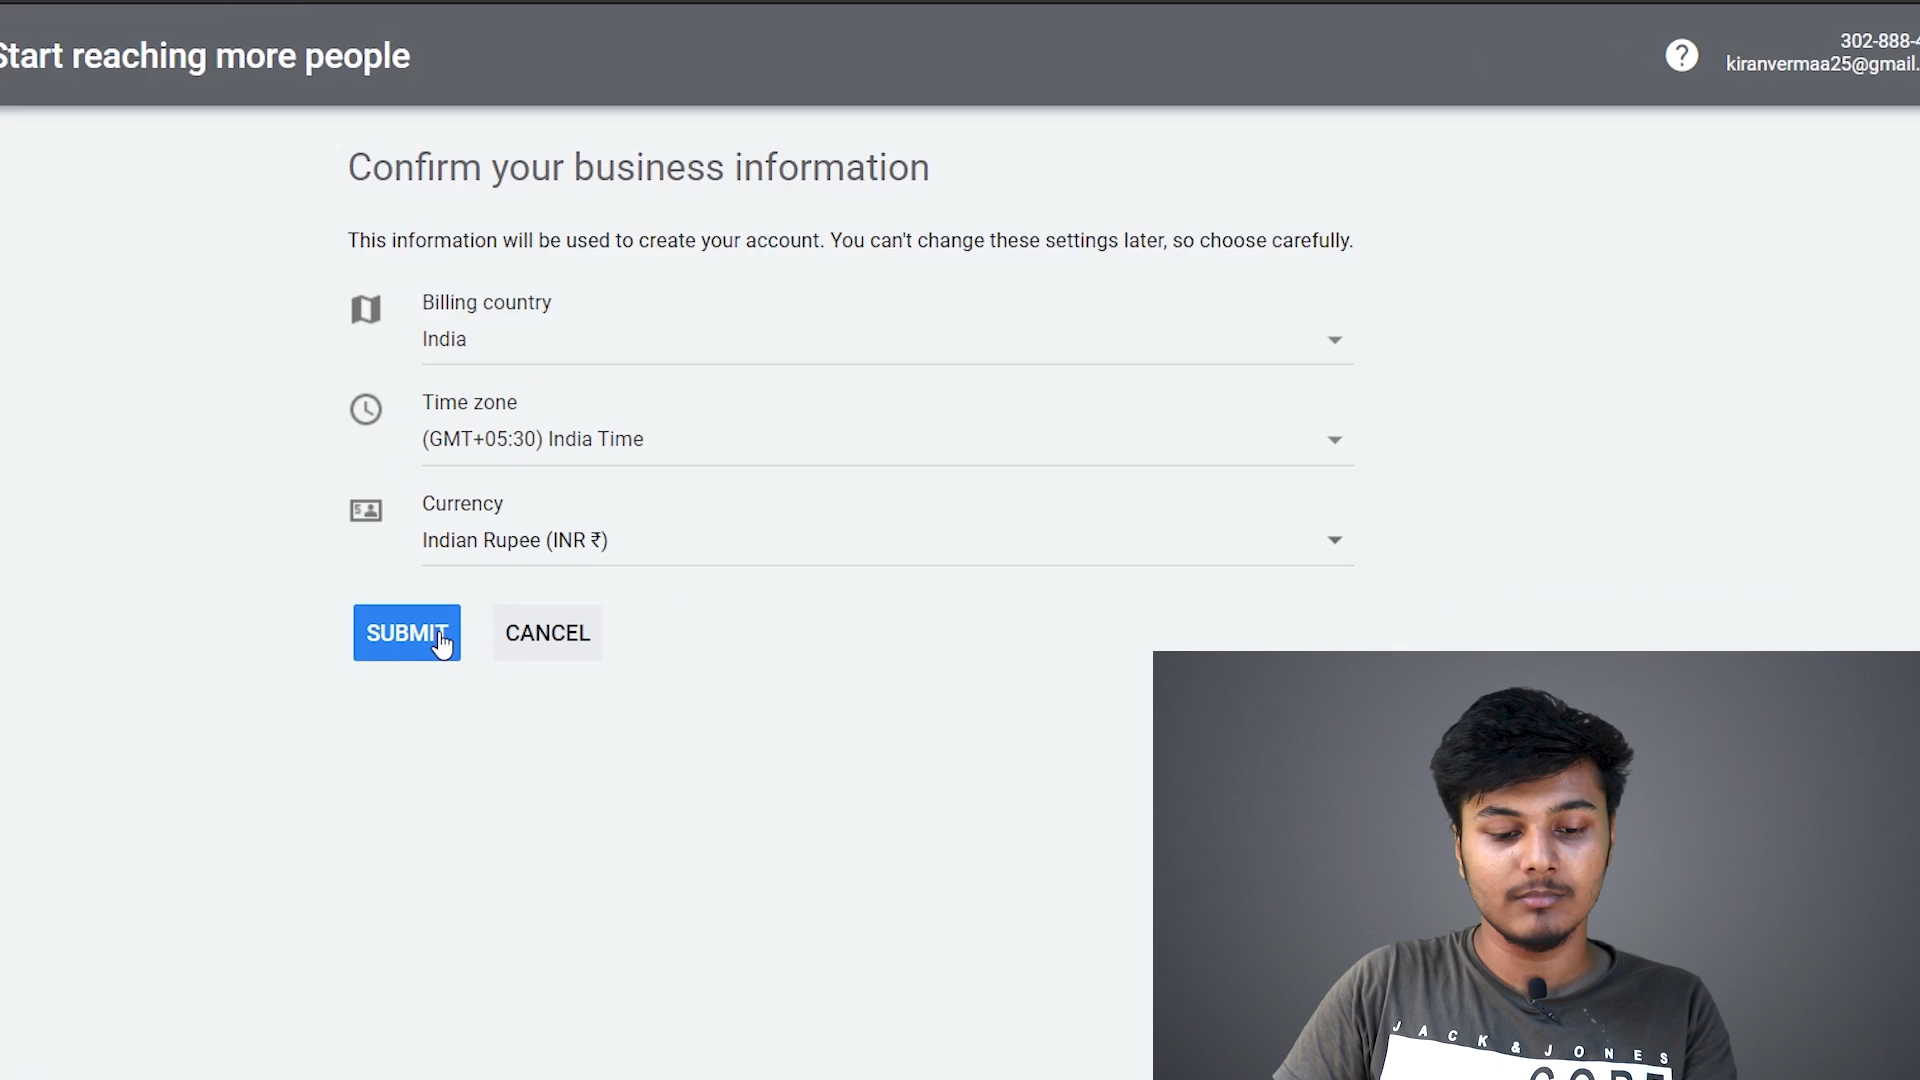 Start reaching more people
302-888-4
kiranvermaa25@gmail.
Confirm your business information
This information will be used to create your account. You can't change these settings later, so choose carefully.
Billing country
India
Time zone
(GMT+05:30) India Time
Currency
Indian Rupee (INR ₹)
SUBMIT
CANCEL
JACK & JONES
CORE